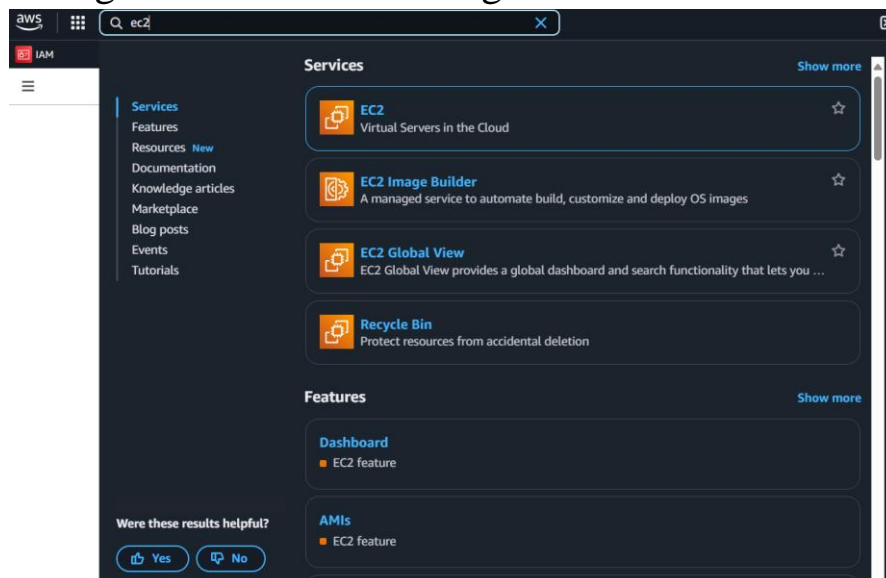 aws
ec2
IAM
Services
Show more
Services
Features
Resources New
Documentation
Knowledge articles
Marketplace
Blog posts
Events
Tutorials
EC2
Virtual Servers in the Cloud
EC2 Image Builder
A managed service to automate build, customize and deploy OS images
EC2 Global View
EC2 Global View provides a global dashboard and search functionality that lets you ...
Recycle Bin
Protect resources from accidental deletion
Features
Show more
Dashboard
EC2 feature
AMIs
EC2 feature
Were these results helpful?
Yes
No